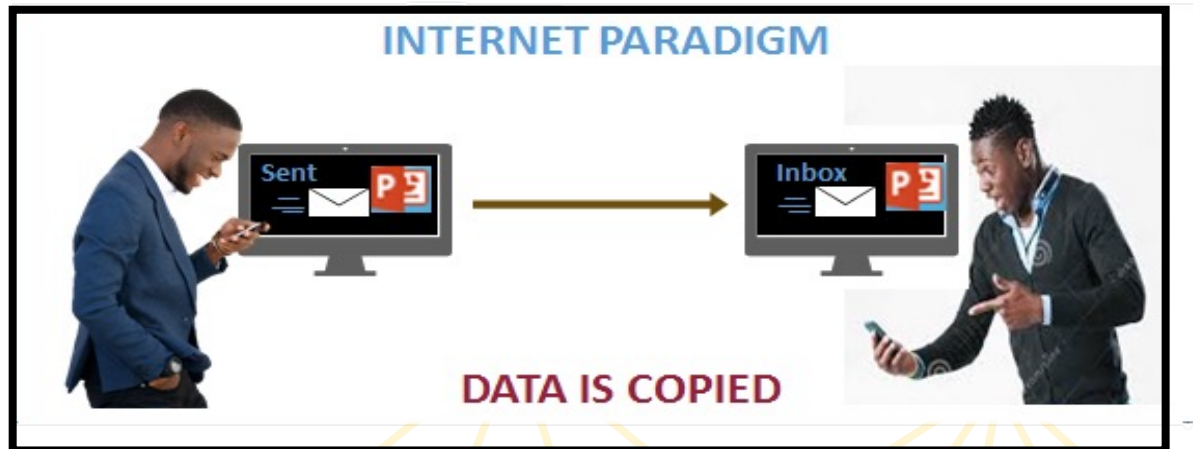 INTERNET PARADIGM
Sent
P
Inbox
P
DATA IS COPIED